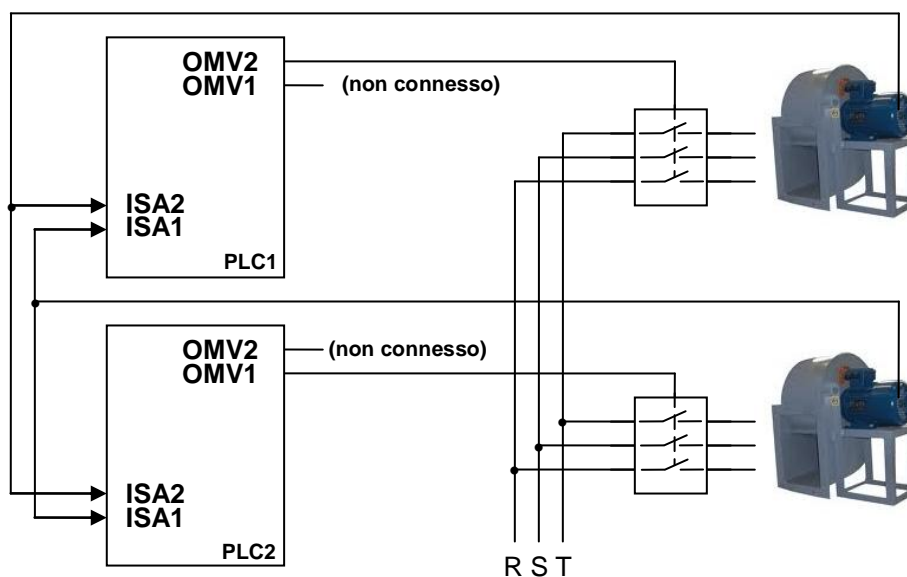 OMV2
OMV1
(non connesso)
ISA2
ISA1
PLC1
OMV2
OMV1
(non connesso)
ISA2
ISA1
PLC2
R S T